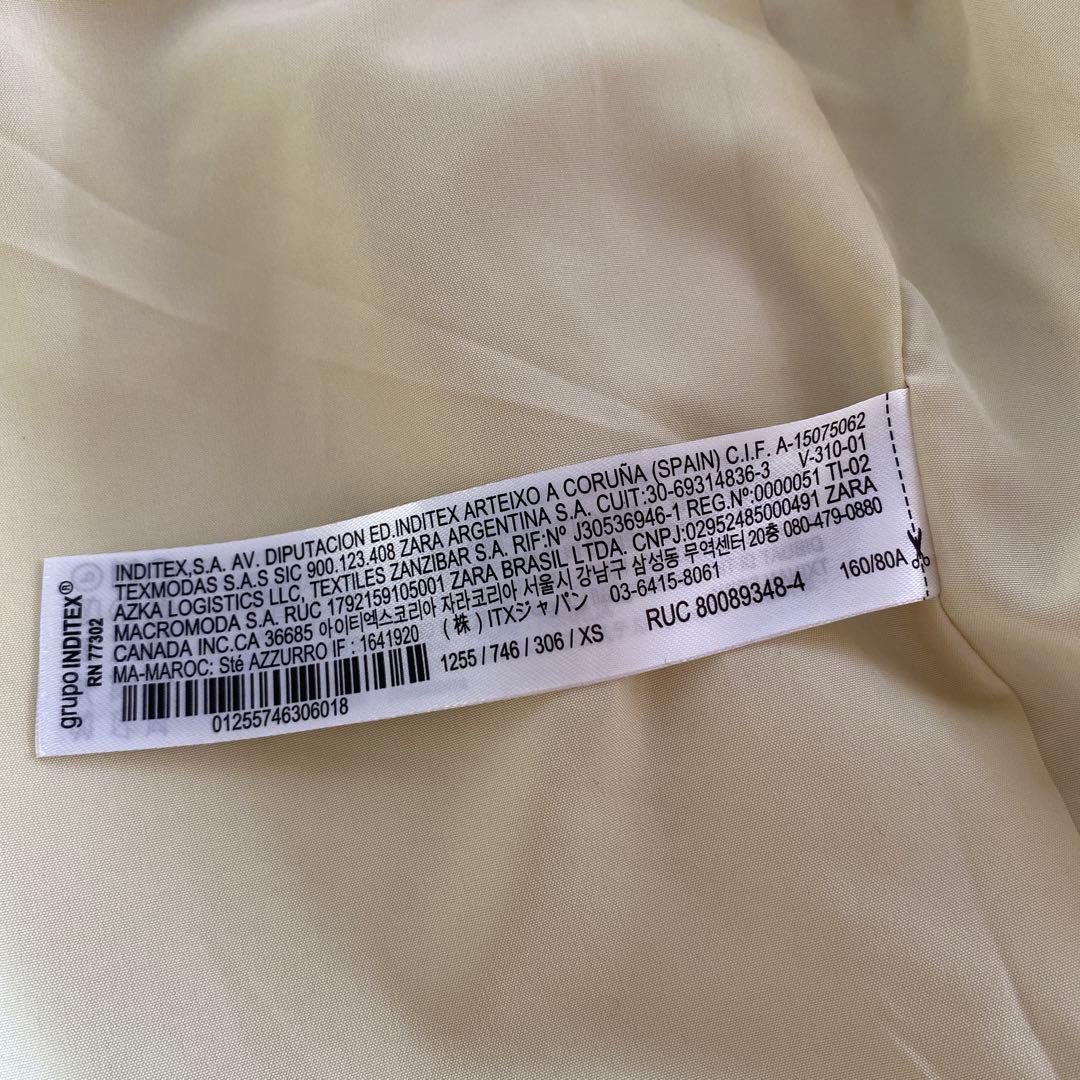 grupo INDITEX®
RN 77302
INDITEX,S.A. AV. DIPUTACION ED.INDITEX ARTEIXO A CORUÑA (SPAIN) C.I.F. A-15075062
TEXMODAS S.A.S SIC 900.123.408 ZARA ARGENTINA S.A. CUIT:30-69314836-3 V-310-01
AZKA LOGISTICS LLC, TEXTILES ZANZIBAR S.A. RIF:Nº J30536946-1 REG.Nº:0000051 TI-02
MACROMODA S.A. RUC 1792159105001 ZARA BRASIL LTDA. CNPJ:02952485000491 ZARA
CANADA INC.CA 36685 아이티엑스코리아 자라코리아 서울시 강남구 삼성동 무역센터 20층 080-479-0880
MA-MAROC: Sté AZZURRO IF : 1641920 (株) ITXジャパン 03-6415-8061
1255 / 746 / 306 / XS RUC 80089348-4 160/80A
01255746306018